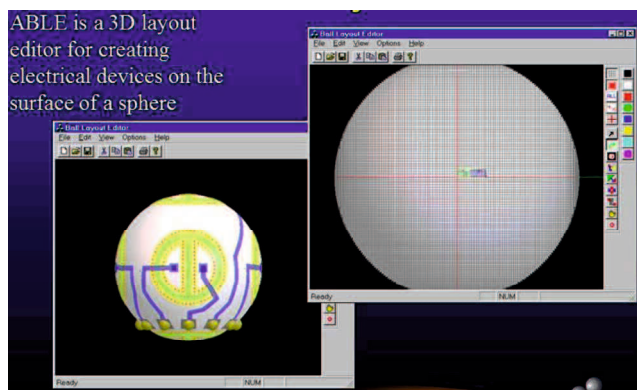 ABLE is a 3D layout
editor for creating
electrical devices on the
surface of a sphere
Ball Layout Editor
File Edit View Options Help
Ready
NUM
Ball Layout Editor
File Edit View Options Help
Ready
NUM